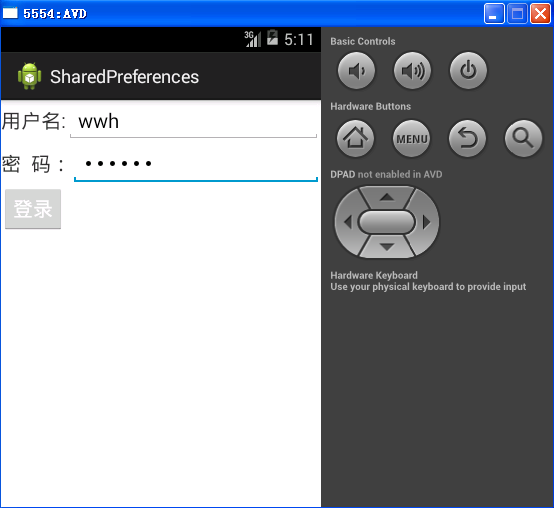 5554:AVD
3G 5:11
SharedPreferences
用户名: wwh
密 码： ••••••
登录
Basic Controls
Hardware Buttons
MENU
DPAD not enabled in AVD
Hardware Keyboard
Use your physical keyboard to provide input